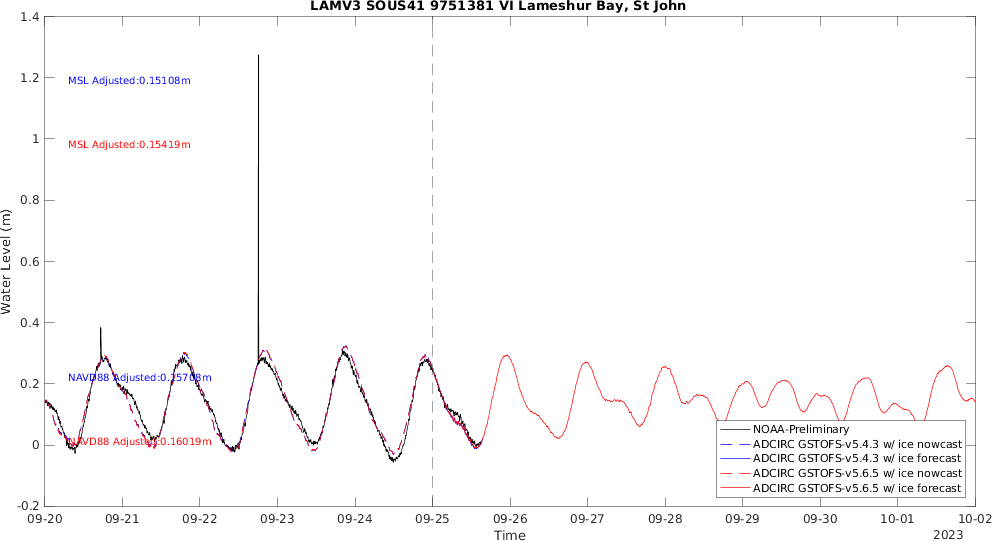 LAMV3 SOUS41 9751381 VI Lameshur Bay, St John
1.4
1.2
1
0.8
0.6
0.4
0.2
0
-0.2
Water Level (m)
MSL Adjusted:0.15108m
MSL Adjusted:0.15419m
NAVD88 Adjusted:0.15708m
NAVD88 Adjusted:0.16019m
NOAA-Preliminary
ADCIRC GSTOFS-v5.4.3 w/ ice nowcast
ADCIRC GSTOFS-v5.4.3 w/ ice forecast
ADCIRC GSTOFS-v5.6.5 w/ ice nowcast
ADCIRC GSTOFS-v5.6.5 w/ ice forecast
09-20 09-21 09-22 09-23 09-24 09-25 09-26 09-27 09-28 09-29 09-30 10-01 10-02
Time
2023